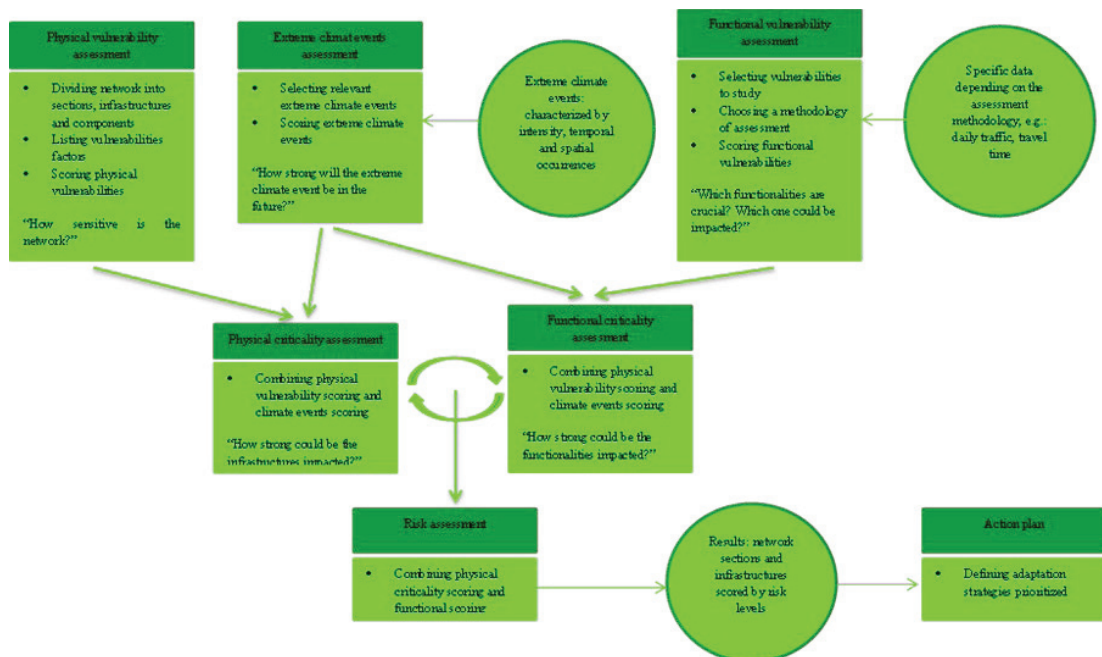 Physical vulnerability
assessment
• Dividing network into
sections, infrastructures
and components
• Listing vulnerabilities
factors
• Scoring physical
vulnerabilities
“How sensitive is the
network?”
Extreme climat events
assessment
• Selecting relevant
extreme climate events
• Scoring extreme climate
events
“How strong will the extreme
climate event be in the
future?”
Extreme climate
events:
characterized by
intensity, temporal
and spatial
occurrences
Functional vulnerability
assessment
• Selecting vulnerabilities
to study
• Choosing a methodology
of assessment
• Scoring functional
vulnerabilities
“Which functionalities are
crucial? Which one could be
impacted?”
Specific data
depending on the
assessment
methodology, e.g.:
daily traffic, travel
time
Physical criticality assessment
• Combining physical
vulnerability scoring and
climate events scoring
“How strong could be the
infrastructures impacted?”
Functional criticality
assessment
• Combining physical
vulnerability scoring and
climate events scoring
“How strong could be the
functionalities impacted?”
Risk assessment
• Combining physical
criticality scoring and
functional scoring
Results: network
sections and
infrastructures
scored by risk
levels
Action plan
• Defining adaptation
strategies prioritized